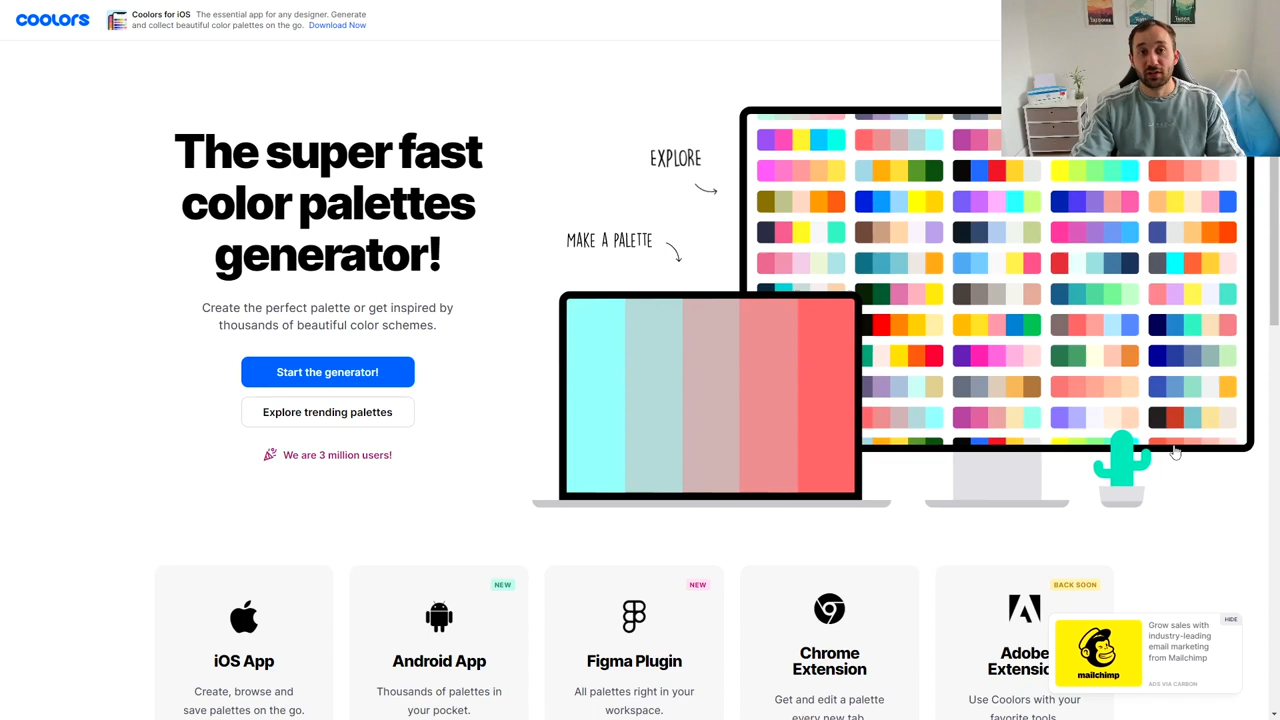 COOLORS
Coolors for iOS The essential app for any designer. Generate
and collect beautiful color palettes on the go. Download Now
The super fast
color palettes
generator!
Create the perfect palette or get inspired by
thousands of beautiful color schemes.
Start the generator!
Explore trending palettes
We are 3 million users!
EXPLORE
MAKE A PALETTE
iOS App
Create, browse and
save palettes on the go.
NEW
Android App
Thousands of palettes in
your pocket.
NEW
Figma Plugin
All palettes right in your
workspace.
Chrome
Extension
Get and edit a palette
every new tab.
BACK SOON
Adobe
Extensio
Use Coolors with your
favorite tools.
HIDE
mailchimp
Grow sales with
industry-leading
email marketing
from Mailchimp
ADS VIA CARBON